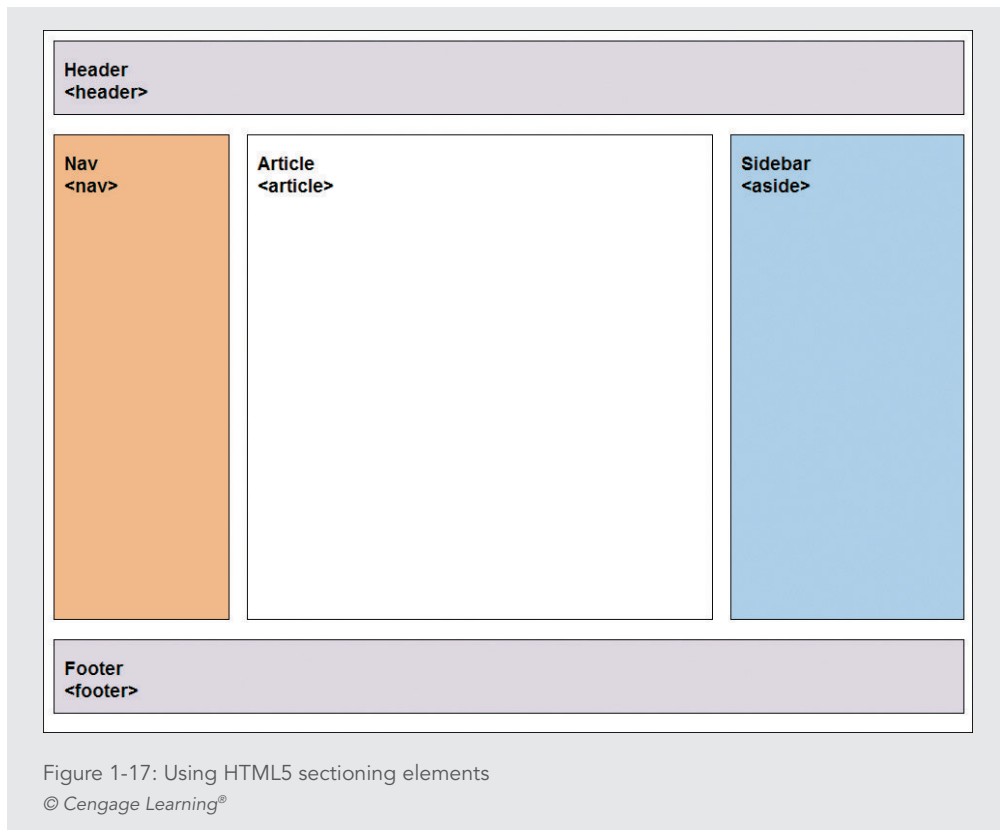 Header
<header>
Nav
<nav>
Article
<article>
Sidebar
<aside>
Footer
<footer>
Figure 1-17: Using HTML5 sectioning elements
© Cengage Learning®